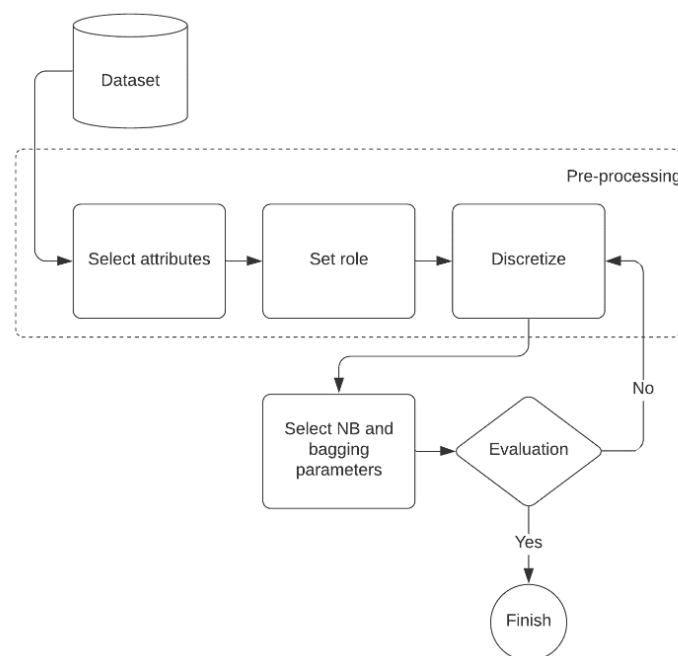 Dataset
Pre-processing
Select attributes
Set role
Discretize
No
Select NB and
bagging
parameters
Evaluation
Yes
Finish